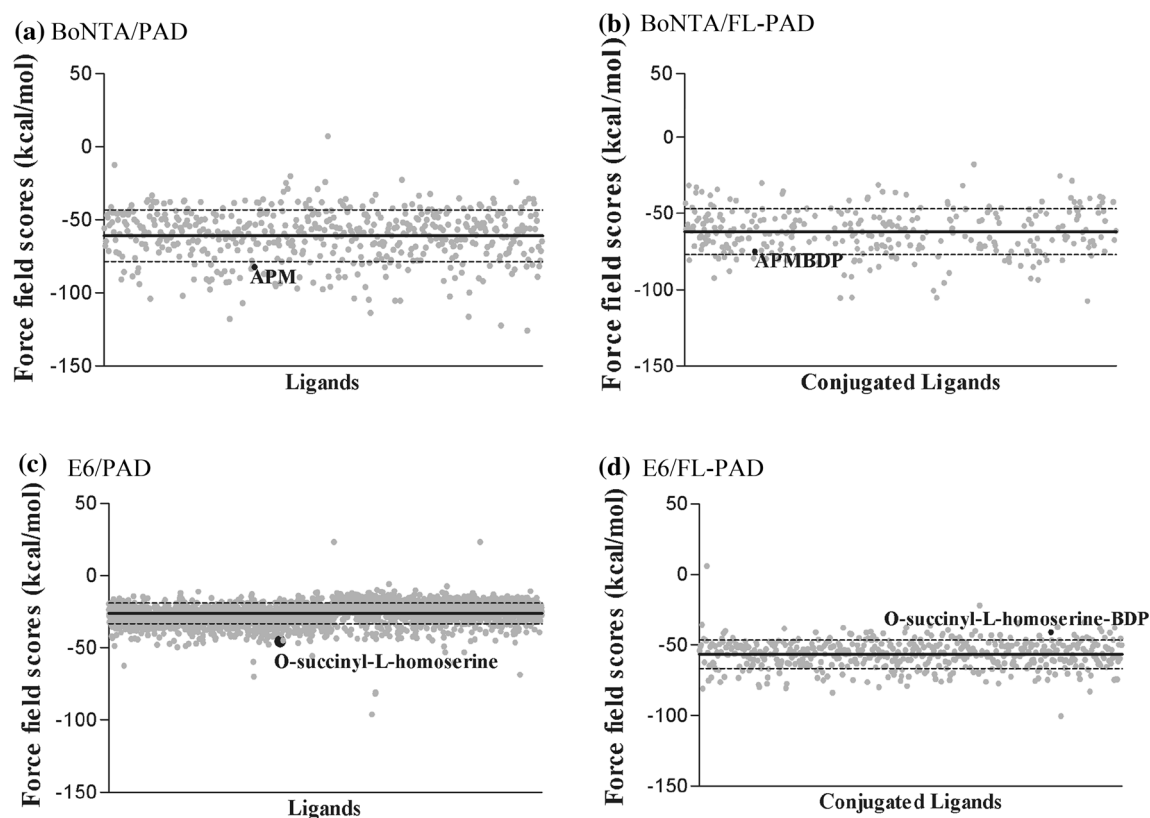 (a) BoNTA/PAD
Force field scores (kcal/mol)
50
0
-50
-100
-150
APM
Ligands
(b) BoNTA/FL-PAD
Force field scores (kcal/mol)
50
0
-50
-100
-150
APMBDP
Conjugated Ligands
(c) E6/PAD
Force field scores (kcal/mol)
50
0
-50
-100
-150
O-succinyl-L-homoserine
Ligands
(d) E6/FL-PAD
Force field scores (kcal/mol)
50
0
-50
-100
-150
O-succinyl-L-homoserine-BDP
Conjugated Ligands